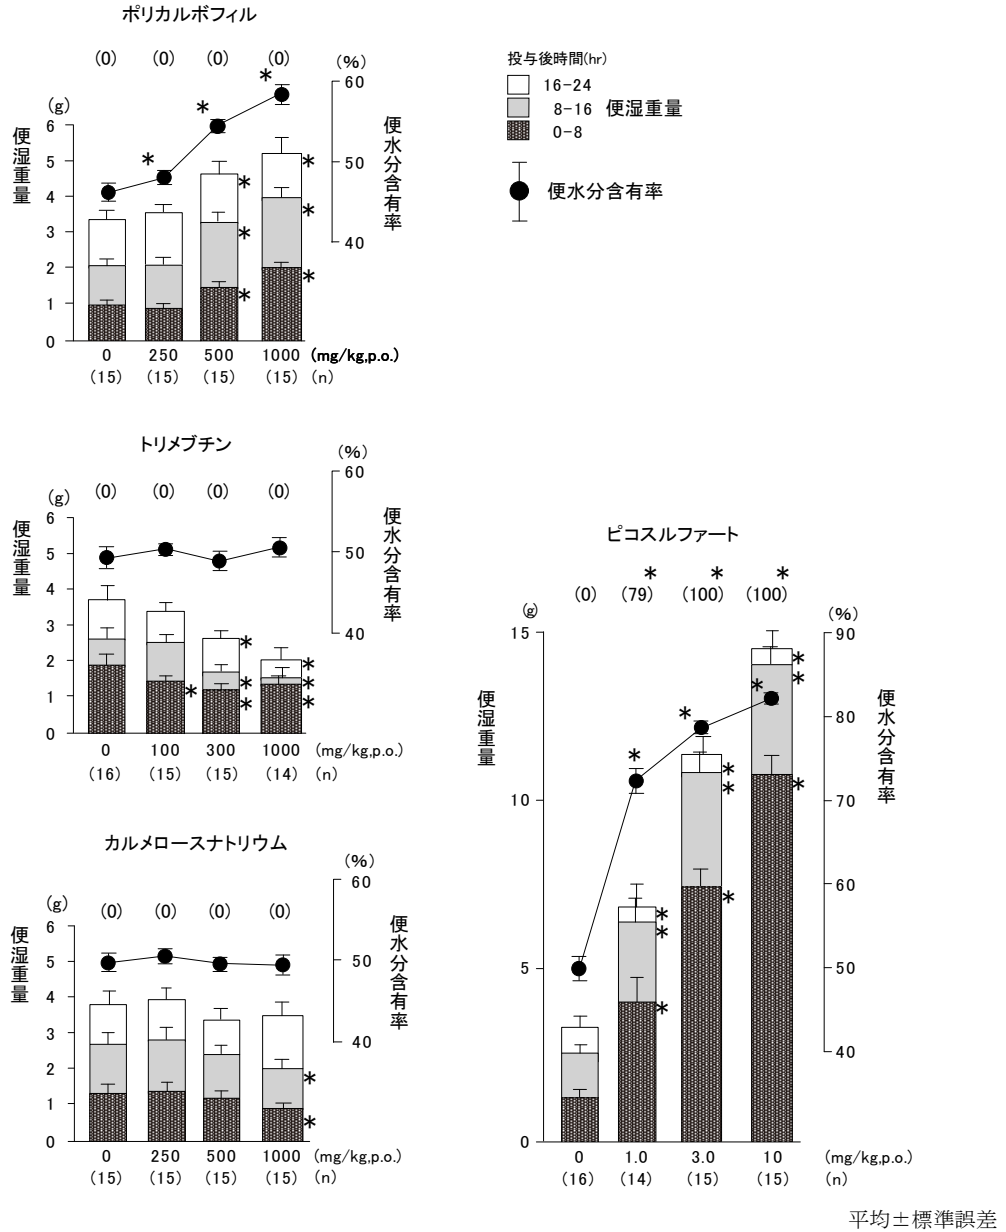 ポリカルボフィル
(0) (0) (0) (0) (%)
* * * 60
(g)
便湿重量
便水分含有率
6
5 * 50
4 * *
3 * 40
2 *
1 *
0
0 250 500 1000 (mg/kg,p.o.)
(15) (15) (15) (15) (n)
投与後時間(hr)
16-24
8-16 便湿重量
0-8
便水分含有率
トリメブチン
(%)
(0) (0) (0) (0) 60
(g)
便湿重量
便水分含有率
6
5 50
4
3 * 40
2 * * *
1 * *
0
0 100 300 1000 (mg/kg,p.o.)
(16) (15) (15) (14) (n)
カルメロースナトリウム
(%)
(0) (0) (0) (0) 60
(g)
便湿重量
便水分含有率
6
5 50
4
3 40
2 *
1 *
0
0 250 500 1000 (mg/kg,p.o.)
(15) (15) (15) (15) (n)
ピコスルファート
* * *
(0) (79) (100) (100)
(g) (%)
便湿重量
便水分含有率
15 90
* * * * *
80
* * *
10 70
*
60
* *
5 50
*
40
0
0 1.0 3.0 10 (mg/kg,p.o.)
(16) (14) (15) (15) (n)
平均±標準誤差